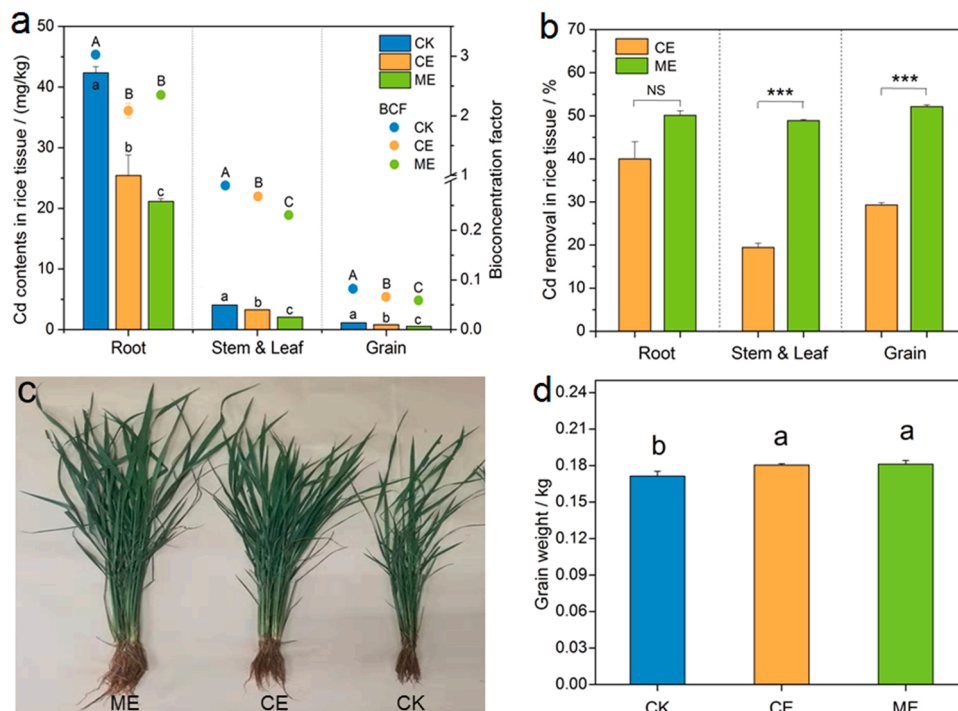 a
Cd contents in rice tissue / (mg/kg)
50
40
30
20
10
0
A
a
B
b
B
c
A
a
B
b
C
c
A
a
B
b
C
c
CK
CE
ME
BCF
CK
CE
ME
3
2
1
0.2
0.1
0.0
Bioconcentration factor
Root
Stem & Leaf
Grain
b
Cd removal in rice tissue / %
70
60
50
40
30
20
10
0
CE
ME
NS
***
***
Root
Stem & Leaf
Grain
c
ME
CE
CK
d
Grain weight / kg
0.24
0.21
0.18
0.15
0.12
0.09
0.06
0.03
0.00
b
a
a
CK
CE
ME